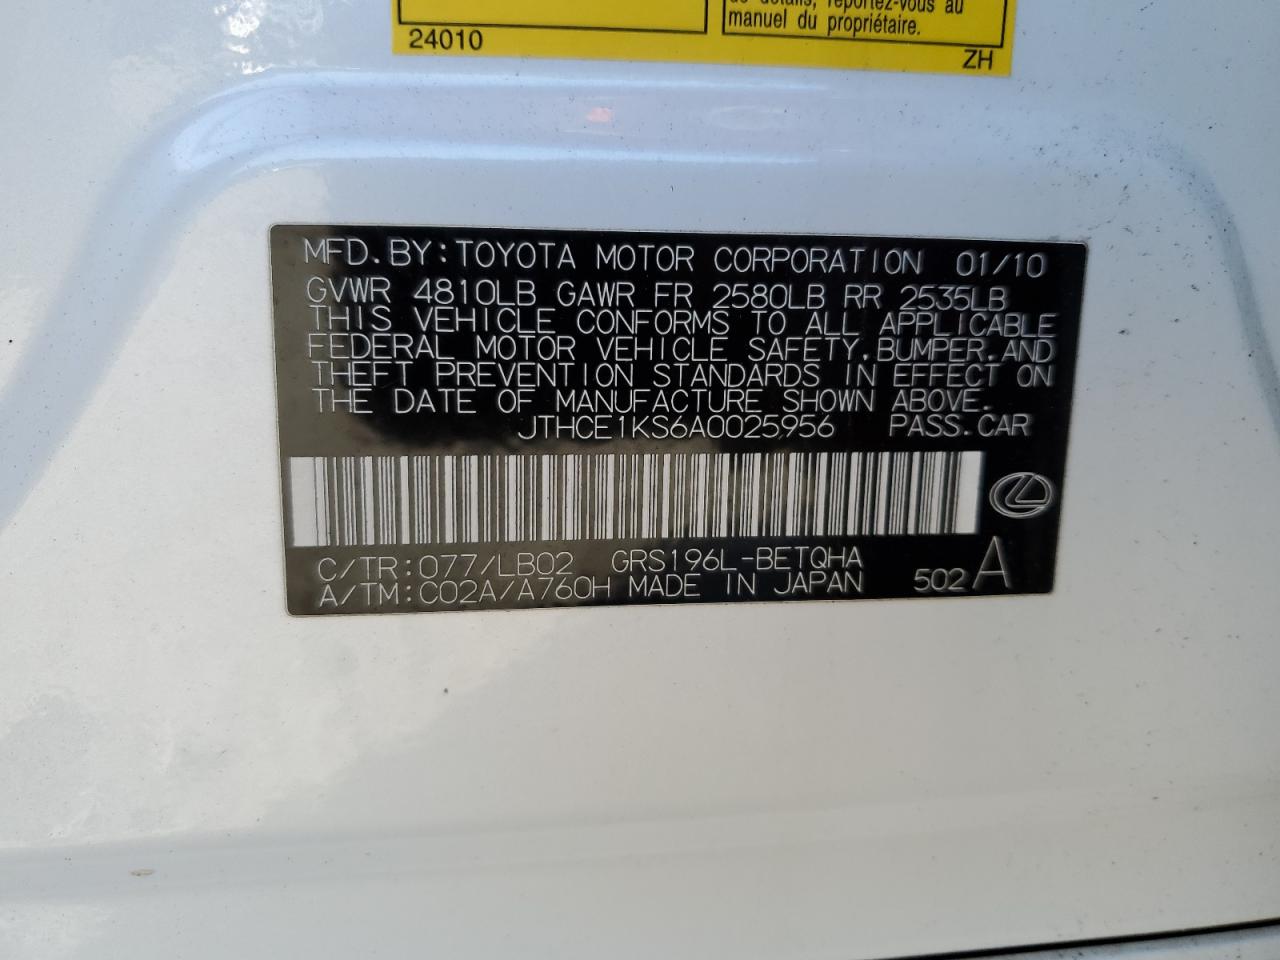 de détails, reportez-vous au
manuel du propriétaire.
24010
ZH
MFD. BY: TOYOTA MOTOR CORPORATION 01/10
GVWR 4810LB GAWR FR 2580LB RR 2535LB
THIS VEHICLE CONFORMS TO ALL APPLICABLE
FEDERAL MOTOR VEHICLE SAFETY, BUMPER, AND
THEFT PREVENTION STANDARDS IN EFFECT ON
THE DATE OF MANUFACTURE SHOWN ABOVE.
JTHCE1KS6A0025956 PASS. CAR
C/TR: 077/LB02 GRS196L-BETQHA
A/TM: C02A/A760H MADE IN JAPAN 502 A